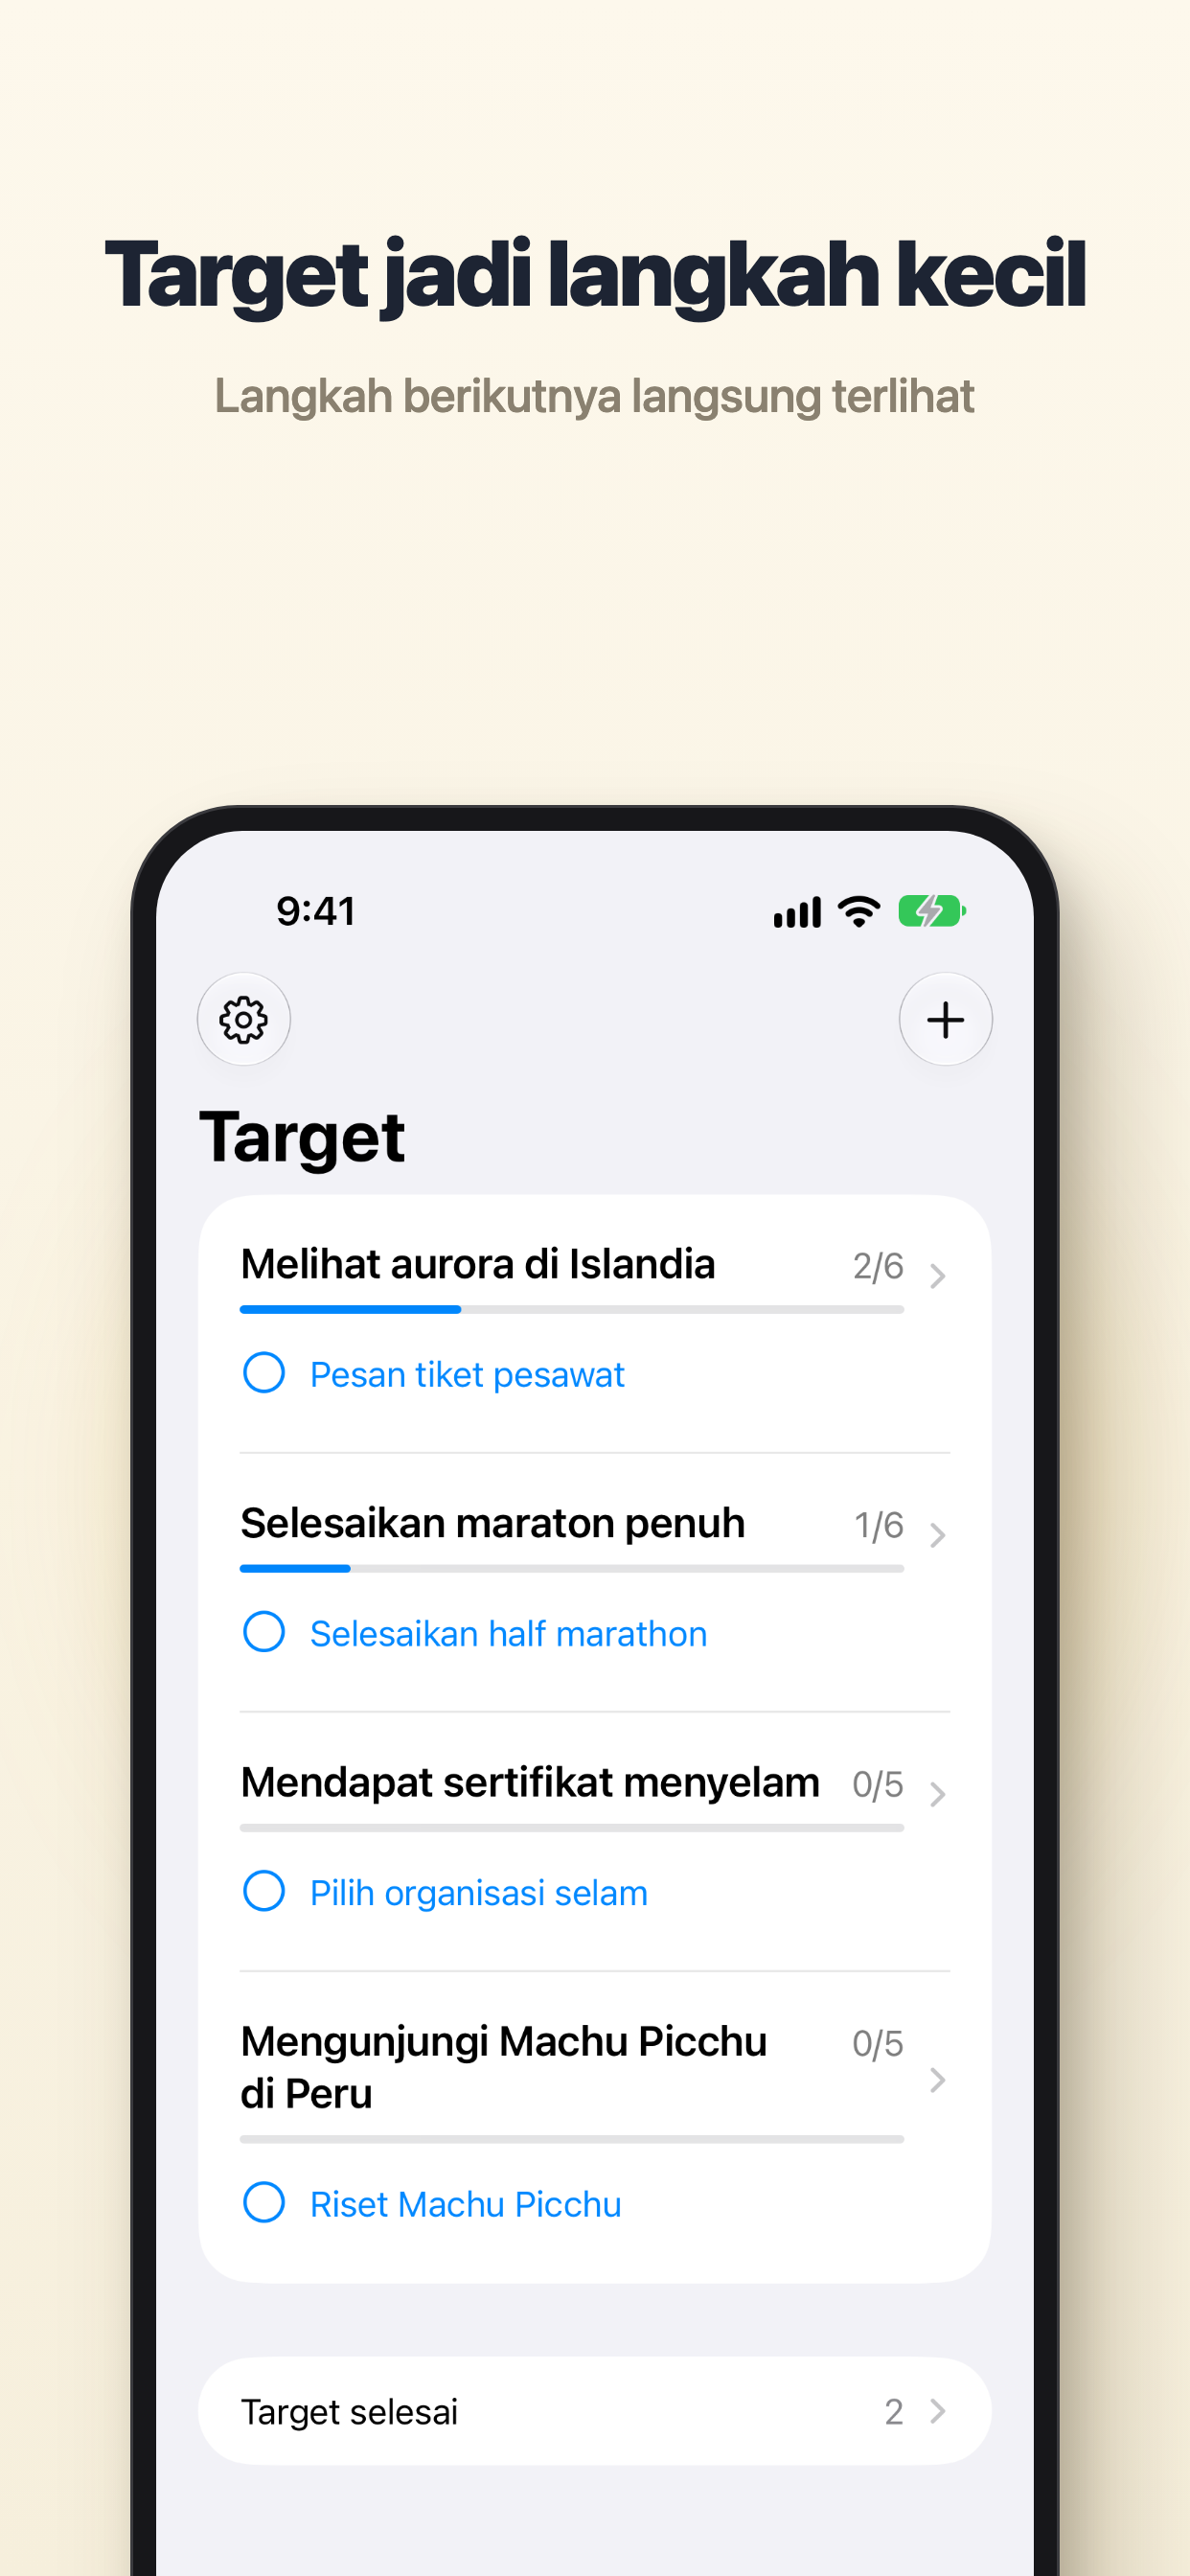 Target jadi langkah kecil
Langkah berikutnya langsung terlihat
9:41
Target
Melihat aurora di Islandia 2/6
Pesan tiket pesawat
Selesaikan maraton penuh 1/6
Selesaikan half marathon
Mendapat sertifikat menyelam 0/5
Pilih organisasi selam
Mengunjungi Machu Picchu 0/5
di Peru
Riset Machu Picchu
Target selesai 2